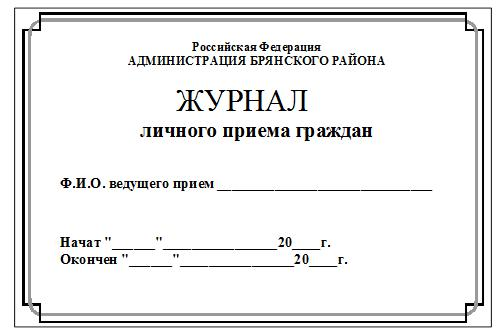 Российская Федерация
АДМИНИСТРАЦИЯ БРЯНСКОГО РАЙОНА
ЖУРНАЛ
личного приема граждан
Ф.И.О. ведущего прием ______________________________
Начат "______"________________20____г.
Окончен "______"________________20____г.